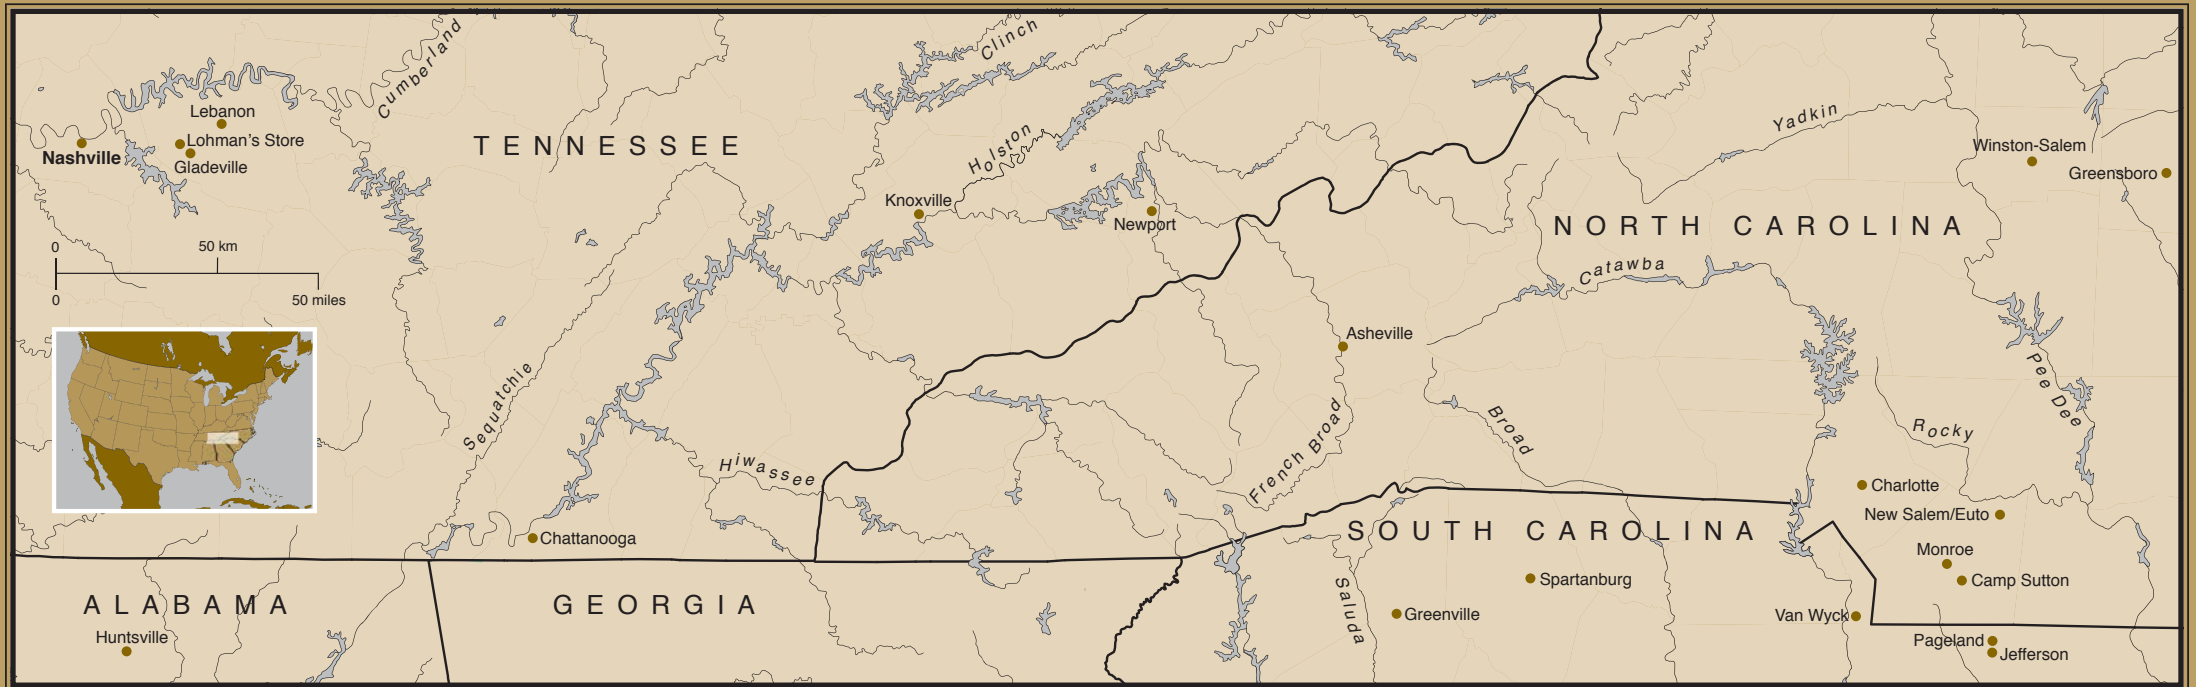 Cumberland
Clinch
Lebanon
Lohman's Store
Nashville
Gladeville
TENNESSEE
Holston
Yadkin
Winston-Salem
Greensboro
Knoxville
Newport
NORTH CAROLINA
0 50 km
0 50 miles
Catawba
Asheville
Sequatchie
Pee Dee
Hiwassee
French Broad
Broad
Rocky
Charlotte
New Salem/Euto
Chattanooga
SOUTH CAROLINA
Monroe
Camp Sutton
Spartanburg
ALABAMA
GEORGIA
Saluda
Greenville
Van Wyck
Huntsville
Pageland
Jefferson